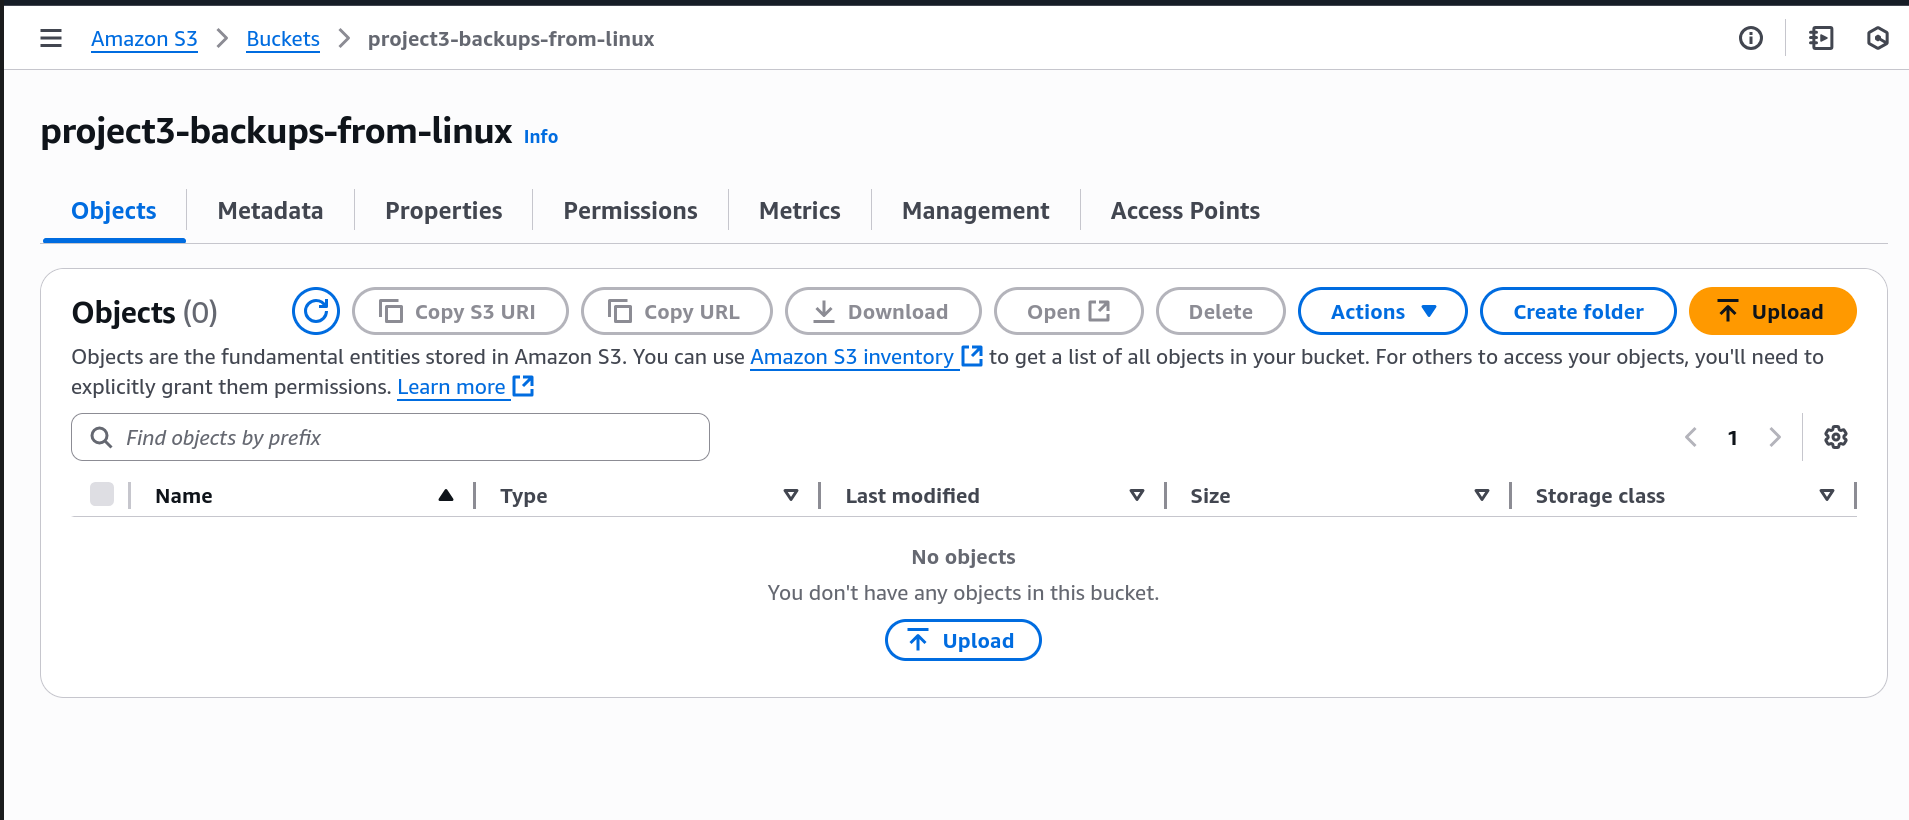 Amazon S3 Buckets project3-backups-from-linux
project3-backups-from-linux Info
Objects Metadata Properties Permissions Metrics Management Access Points
Objects (0) Copy S3 URI Copy URL Download Open Delete Actions Create folder Upload
Objects are the fundamental entities stored in Amazon S3. You can use Amazon S3 inventory to get a list of all objects in your bucket. For others to access your objects, you'll need to
explicitly grant them permissions. Learn more
Find objects by prefix 1
Name Type Last modified Size Storage class
No objects
You don't have any objects in this bucket.
Upload